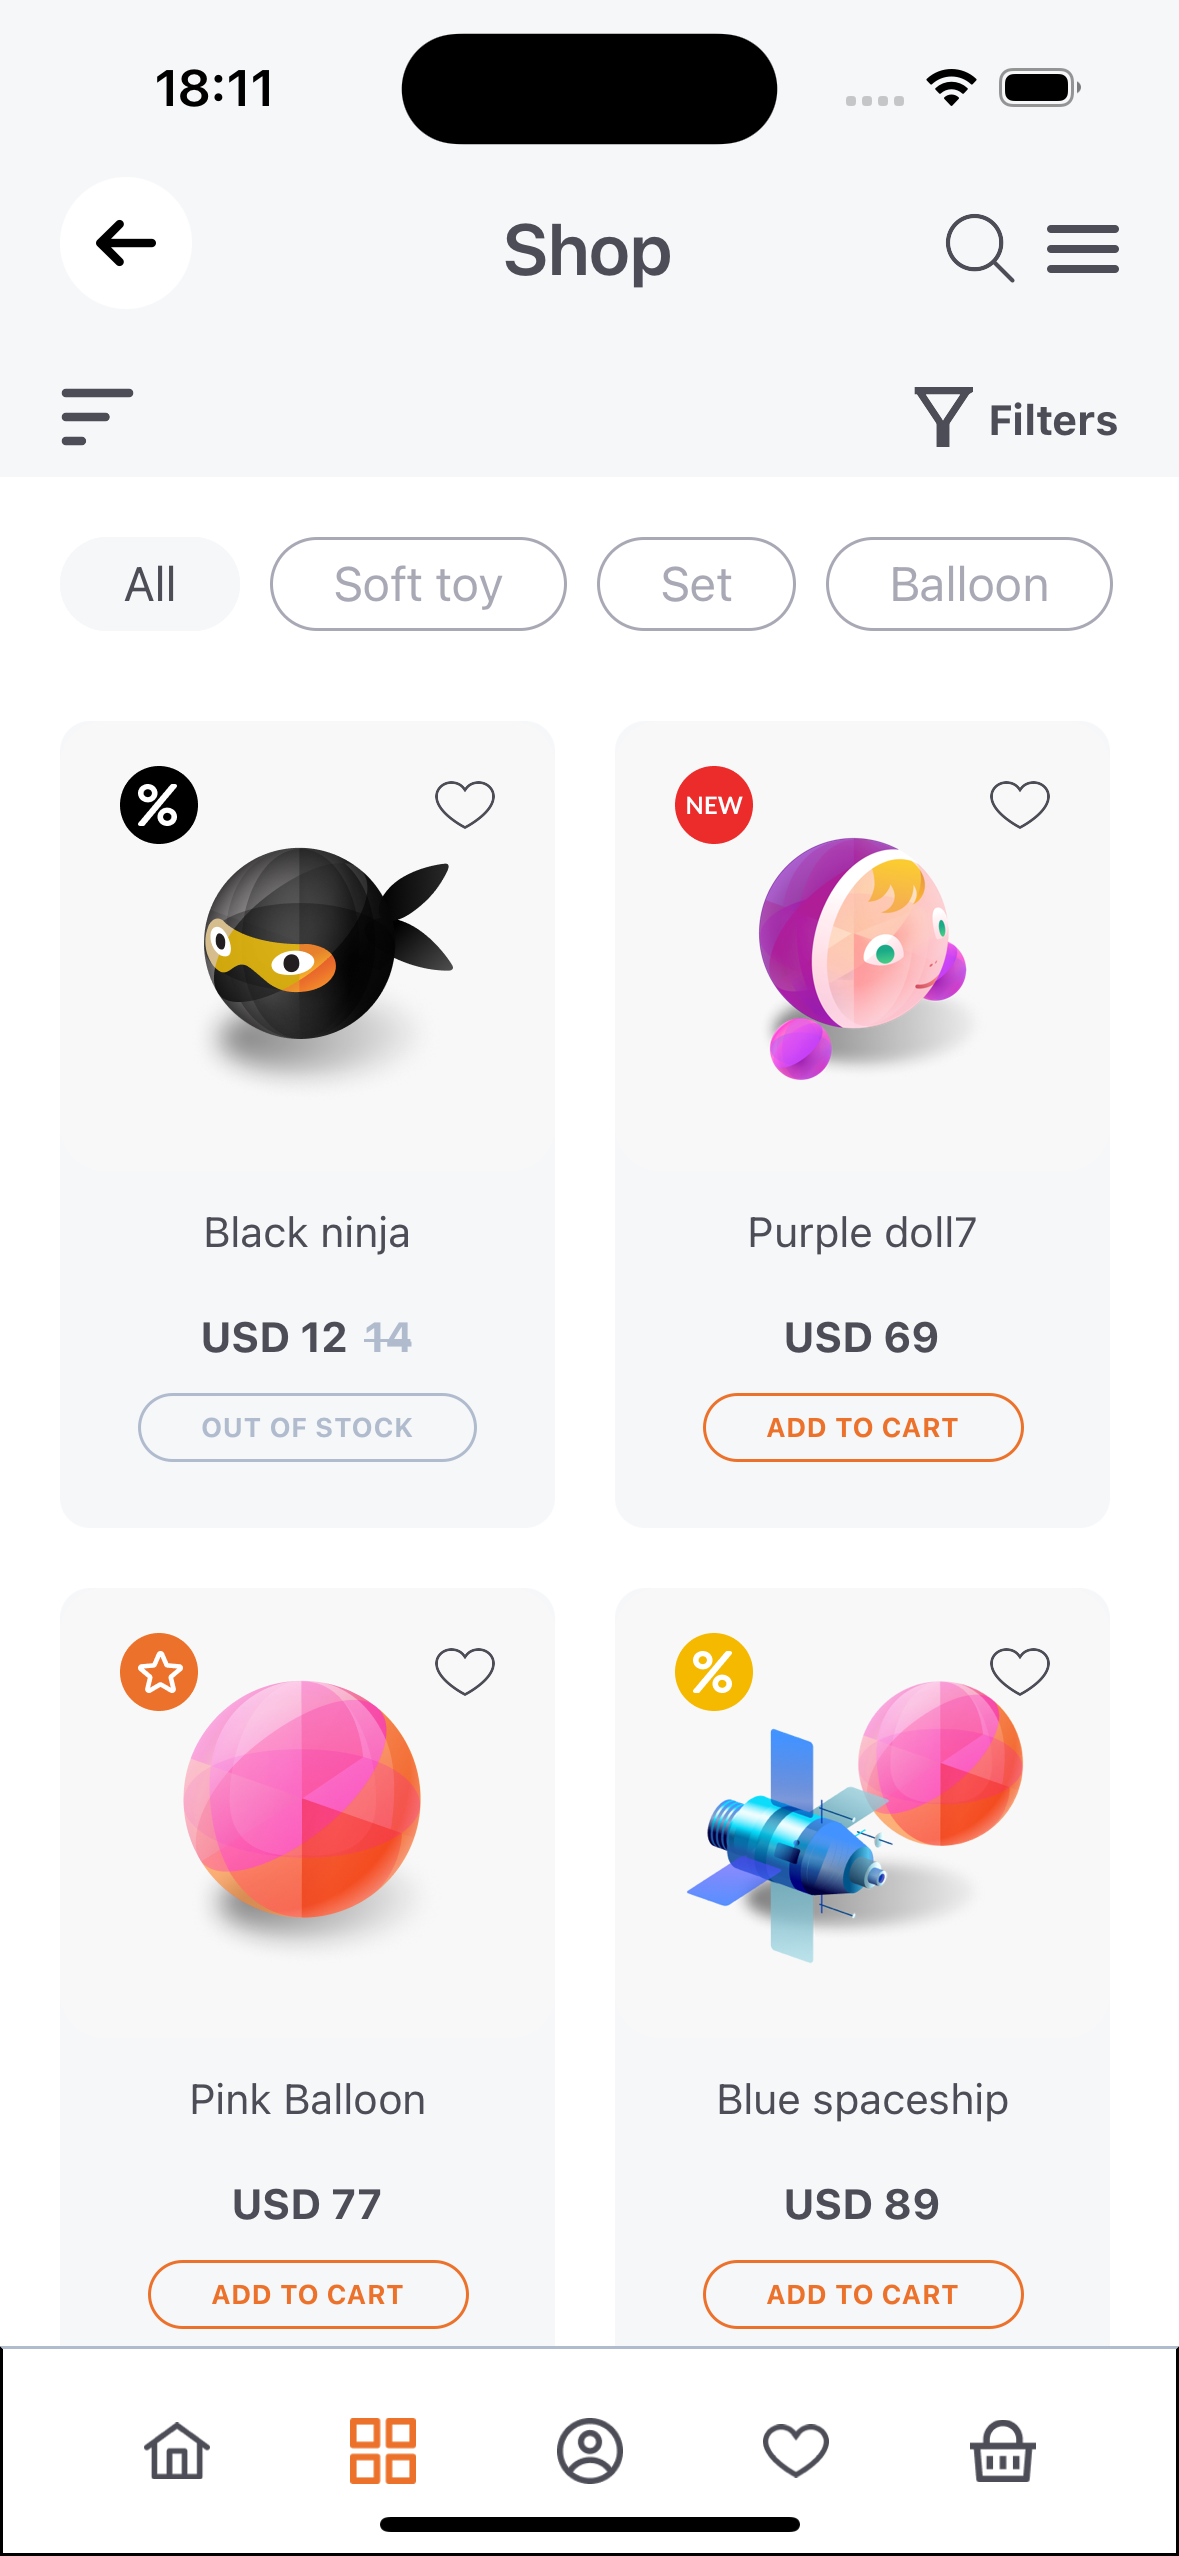 18:11
Shop
Filters
All Soft toy Set Balloon
%
NEW
Black ninja
Purple doll7
USD 12 14
USD 69
OUT OF STOCK
ADD TO CART
%
Pink Balloon
Blue spaceship
USD 77
USD 89
ADD TO CART
ADD TO CART